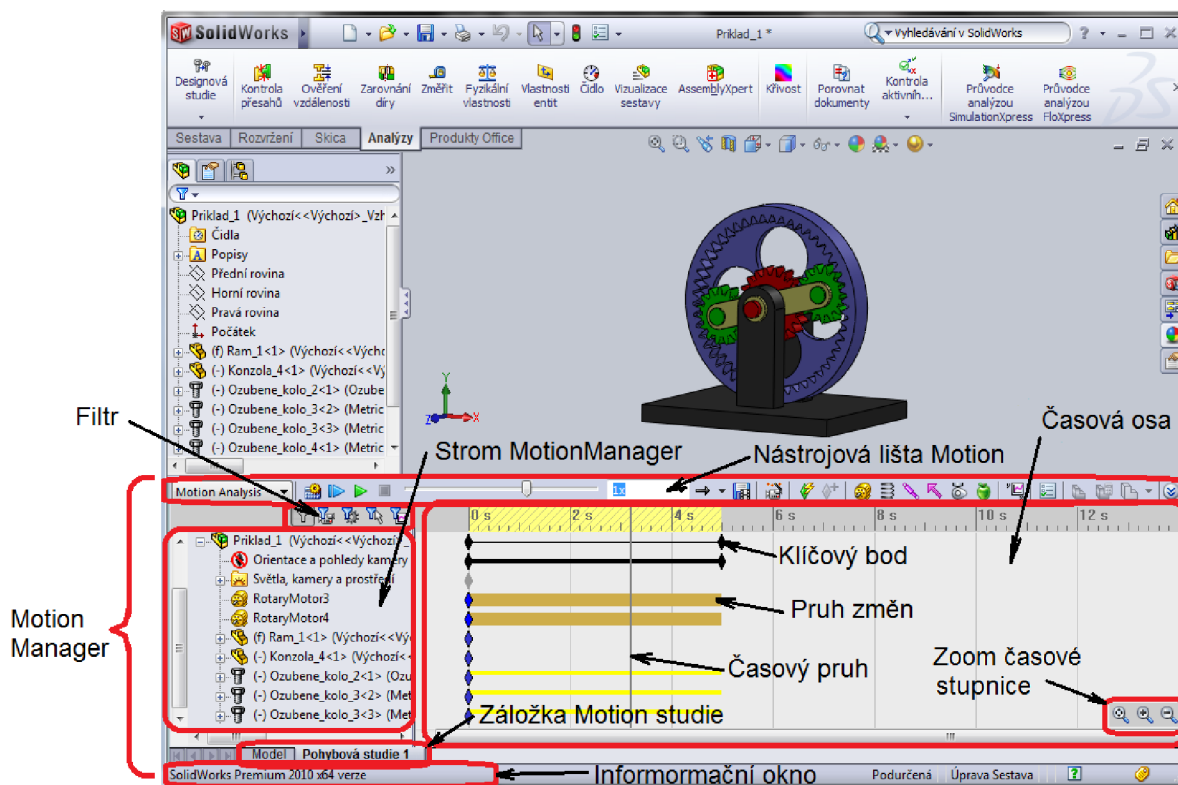 SolidWorks
Priklad_1 *
Vyhledávání v SolidWorks
Designová studie
Kontrola přesahů
Ověření vzdáleností
Zarovnání díry
Změřit
Fyzikální vlastnosti
Vlastnosti entit
Čidlo
Vizualizace sestavy
AssemblyXpert
Křivost
Porovnat dokumenty
Kontrola aktivních...
Průvodce analýzou SimulationXpress
Průvodce analýzou FloXpress
Sestava Rozvržení Skica Analýzy Produkty Office
Priklad_1 (Výchozí<<Výchozí>_Vzh
Čidla
Popisy
Přední rovina
Horní rovina
Pravá rovina
Počátek
(f) Ram_1<1> (Výchozí<<Výcho
(-) Konzola_4<1> (Výchozí<<Vý
(-) Ozubene_kolo_2<1> (Ozube
(-) Ozubene_kolo_3<2> (Metric
(-) Ozubene_kolo_3<3> (Metric
(-) Ozubene_kolo_4<1> (Metric
Y
Z X
Filtr
Strom MotionManager
Nástrojová lišta Motion
Časová osa
Motion Analysis
1x
0 s 2 s 4 s 6 s 8 s 10 s 12 s
Priklad_1 (Výchozí<<Výchozí>
Orientace a pohledy kamery
Světla, kamery a prostředí
RotaryMotor3
RotaryMotor4
(f) Ram_1<1> (Výchozí<<Vý
(-) Konzola_4<1> (Výchozí<
(-) Ozubene_kolo_2<1> (Ozu
(-) Ozubene_kolo_3<2> (Met
(-) Ozubene_kolo_3<3> (Met
Klíčový bod
Pruh změn
Časový pruh
Zoom časové
stupnice
Motion
Manager
Záložka Motion studie
Model Pohybová studie 1
SolidWorks Premium 2010 x64 verze
Informormační okno
Podurčená Úprava Sestava